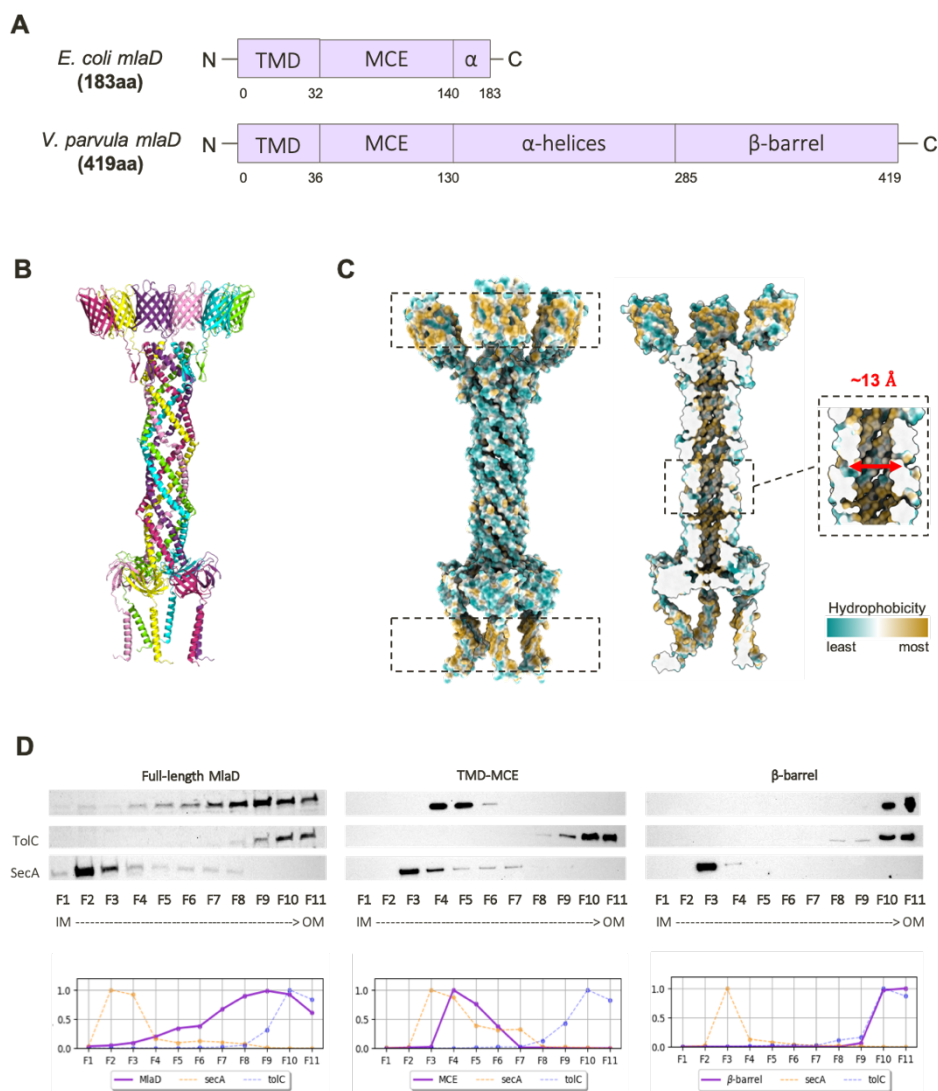 A
E. coli mlaD
(183aa)
N
TMD
MCE
α
C
0
32
140
183
V. parvula mlaD
(419aa)
N
TMD
MCE
α-helices
β-barrel
C
0
36
130
285
419
B
C
~13 Å
Hydrophobicity
least
most
D
Full-length MlaD
TMD-MCE
β-barrel
TolC
SecA
F1 F2 F3 F4 F5 F6 F7 F8 F9 F10 F11
F1 F2 F3 F4 F5 F6 F7 F8 F9 F10 F11
F1 F2 F3 F4 F5 F6 F7 F8 F9 F10 F11
IM ----------------------------> OM
IM ----------------------------> OM
IM ----------------------------> OM
1.0
0.5
0.0
F1 F2 F3 F4 F5 F6 F7 F8 F9 F10 F11
MlaD secA tolC
1.0
0.5
0.0
F1 F2 F3 F4 F5 F6 F7 F8 F9 F10 F11
MCE secA tolC
1.0
0.5
0.0
F1 F2 F3 F4 F5 F6 F7 F8 F9 F10 F11
β-barrel secA tolC